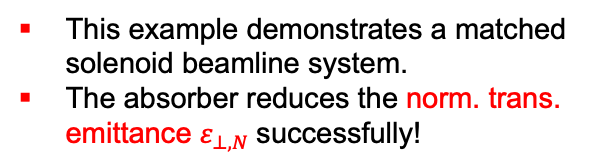 ▪ This example demonstrates a matched
solenoid beamline system.
▪ The absorber reduces the norm. trans.
emittance ε⊥,N successfully!